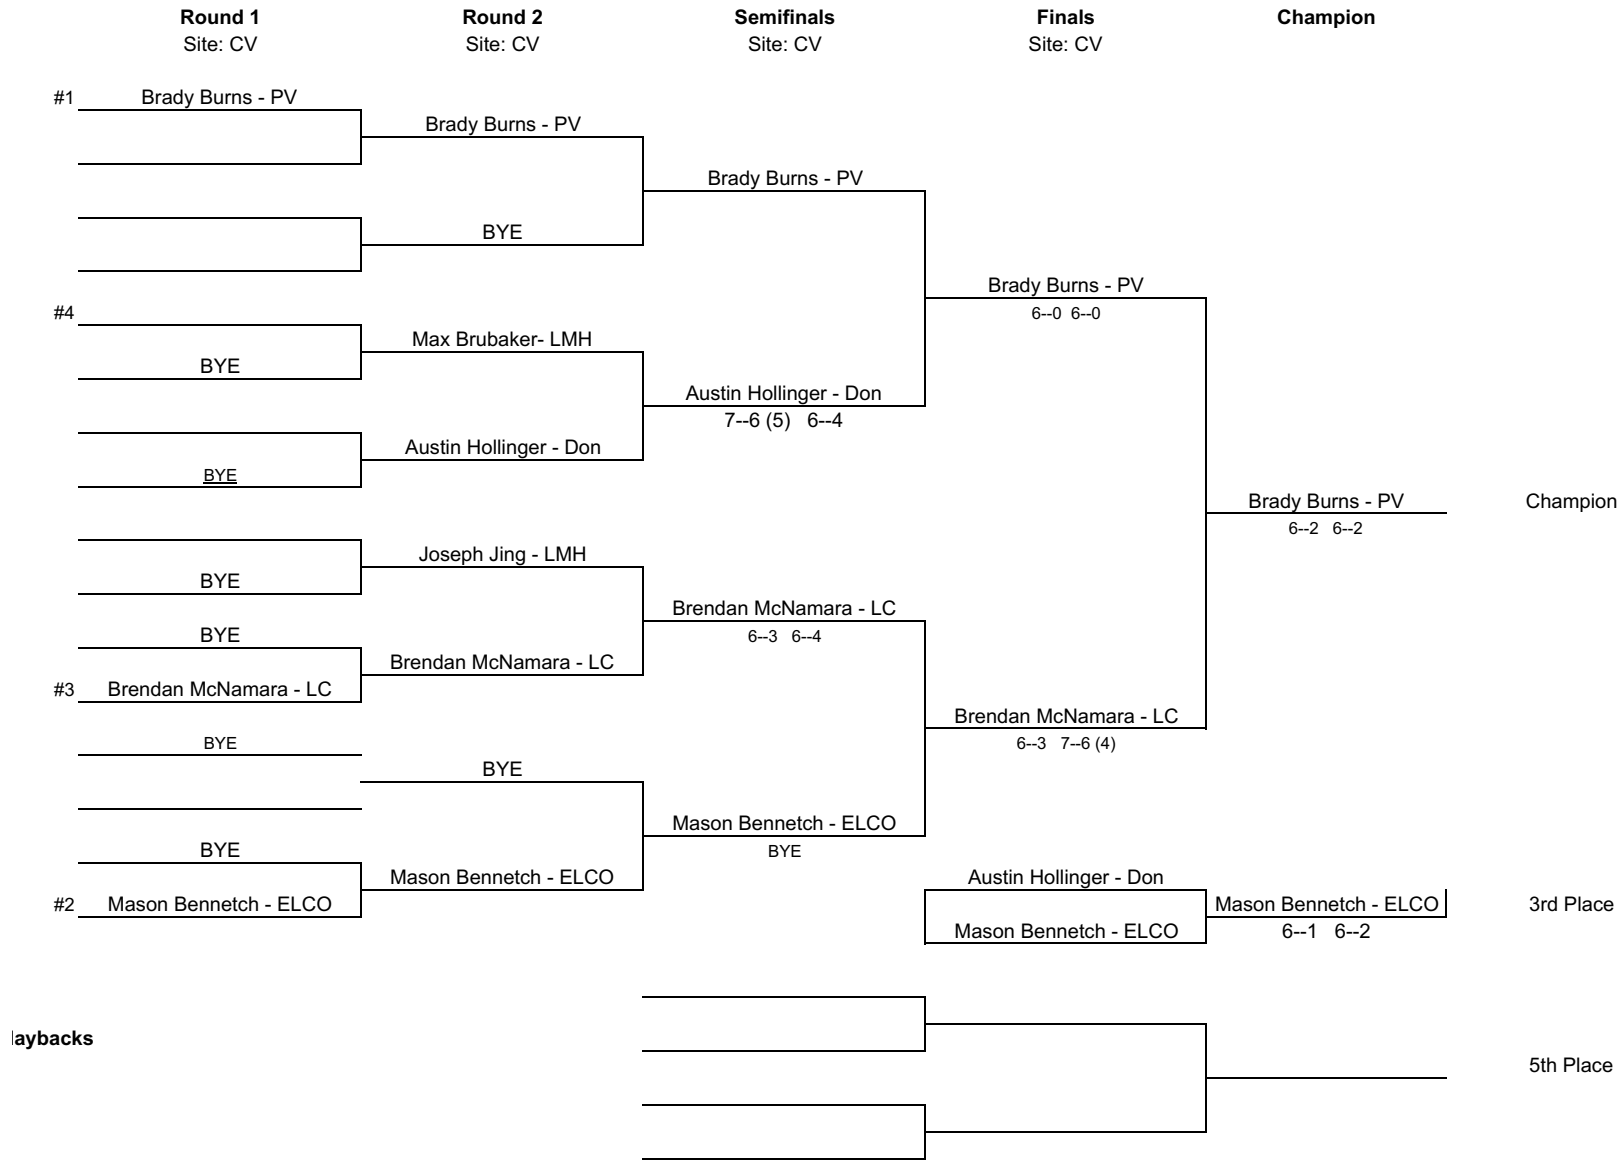 Round 1 Round 2 Semifinals Finals Champion
Site: CV Site: CV Site: CV Site: CV
#1 Brady Burns - PV
Brady Burns - PV
Brady Burns - PV
BYE
Brady Burns - PV
#4 6--0 6--0
Max Brubaker- LMH
BYE
Austin Hollinger - Don
7--6 (5) 6--4
Austin Hollinger - Don
BYE
Brady Burns - PV Champion
6--2 6--2
Joseph Jing - LMH
BYE
Brendan McNamara - LC
BYE 6--3 6--4
Brendan McNamara - LC
#3 Brendan McNamara - LC
Brendan McNamara - LC
BYE 6--3 7--6 (4)
BYE
Mason Bennetch - ELCO
BYE BYE
Mason Bennetch - ELCO Austin Hollinger - Don
#2 Mason Bennetch - ELCO Mason Bennetch - ELCO 3rd Place
Mason Bennetch - ELCO 6--1 6--2
laybacks
5th Place